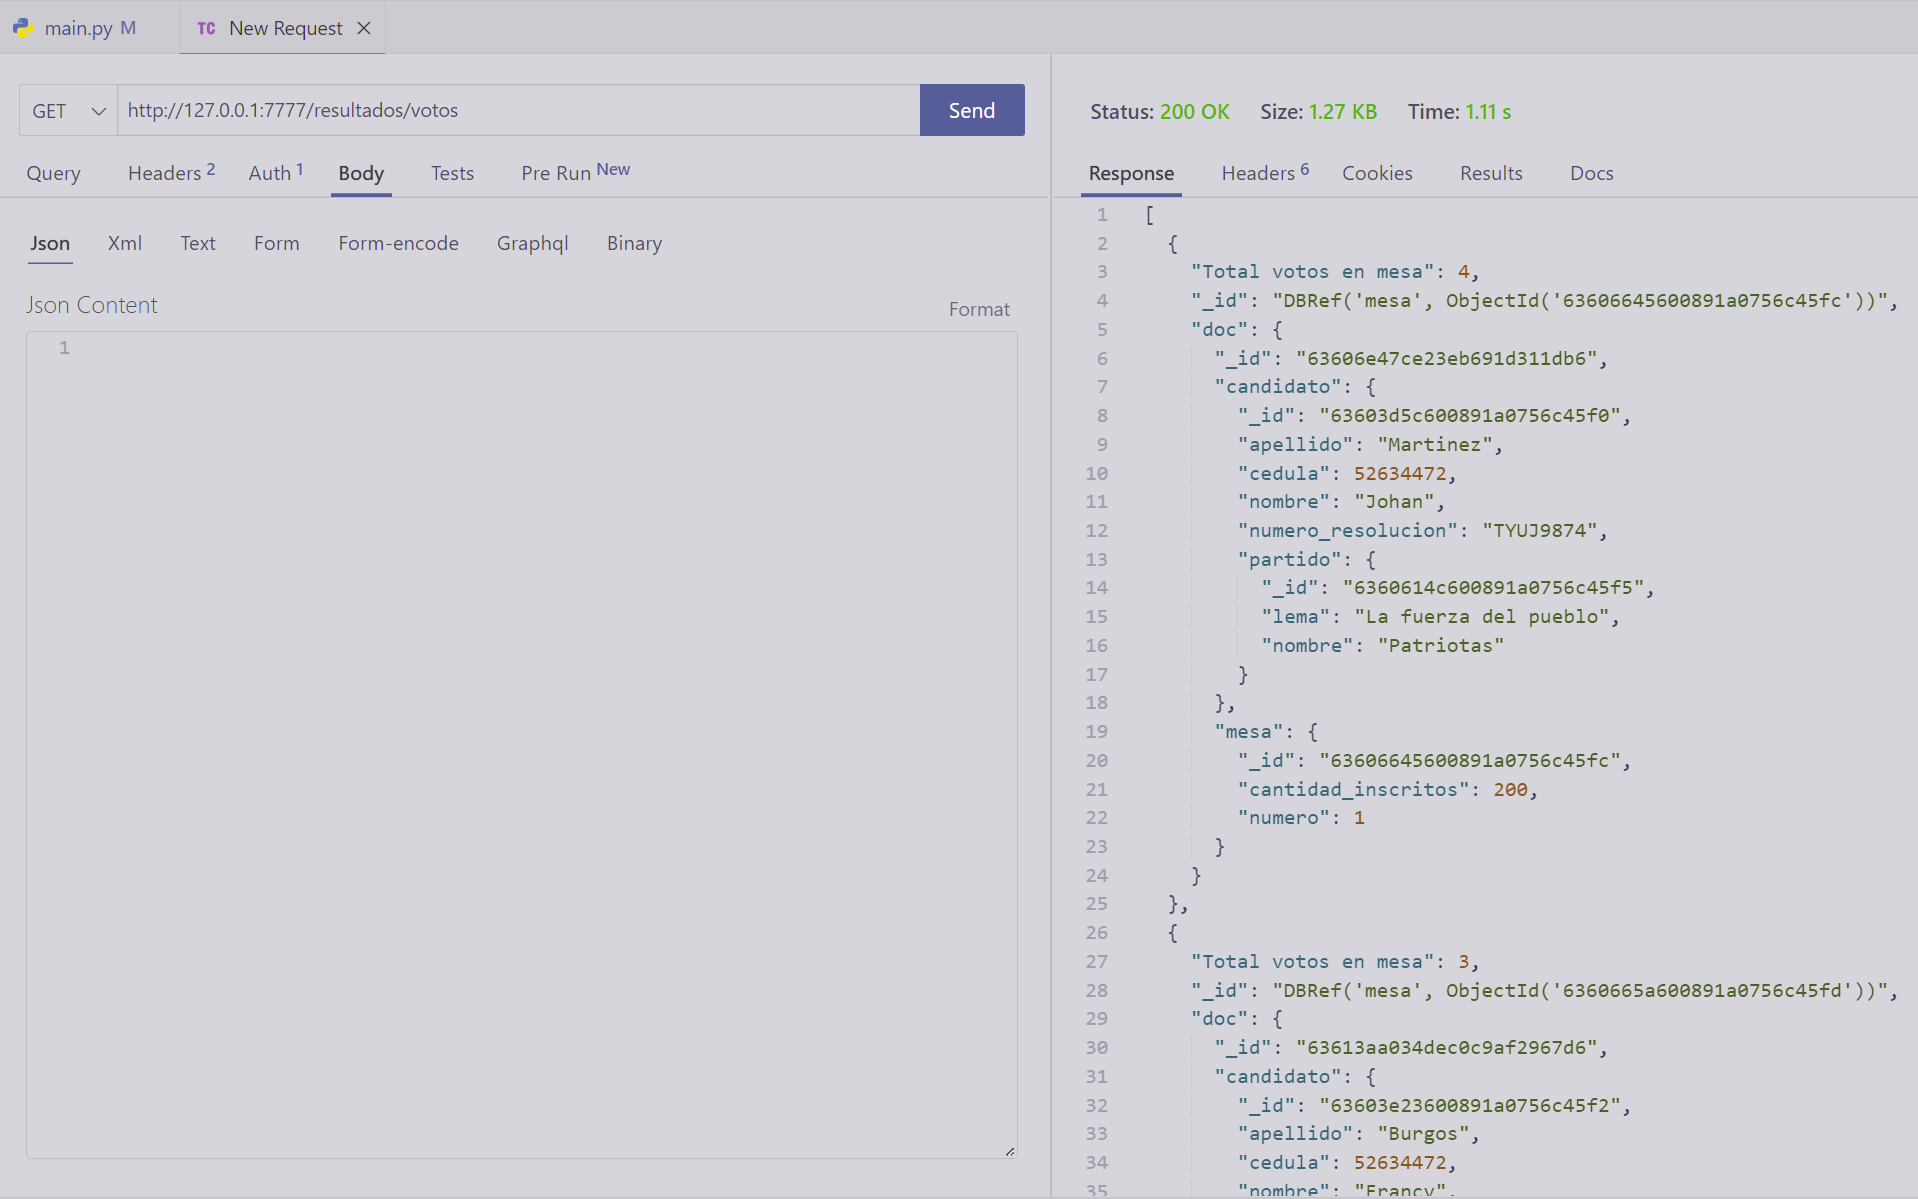 main.py M
TC New Request
GET http://127.0.0.1:7777/resultados/votos Send
Query Headers 2 Auth 1 Body Tests Pre Run New
Json Xml Text Form Form-encode Graphql Binary
Json Content Format
1
Status: 200 OK Size: 1.27 KB Time: 1.11 s
Response Headers 6 Cookies Results Docs
1 [
2 {
3 "Total votos en mesa": 4,
4 "_id": "DBRef('mesa', ObjectId('63606645600891a0756c45fc'))",
5 "doc": {
6 "_id": "63606e47ce23eb691d311db6",
7 "candidato": {
8 "_id": "63603d5c600891a0756c45f0",
9 "apellido": "Martinez",
10 "cedula": 52634472,
11 "nombre": "Johan",
12 "numero_resolucion": "TYUJ9874",
13 "partido": {
14 "_id": "6360614c600891a0756c45f5",
15 "lema": "La fuerza del pueblo",
16 "nombre": "Patriotas"
17 }
18 },
19 "mesa": {
20 "_id": "63606645600891a0756c45fc",
21 "cantidad_inscritos": 200,
22 "numero": 1
23 }
24 }
25 },
26 {
27 "Total votos en mesa": 3,
28 "_id": "DBRef('mesa', ObjectId('6360665a600891a0756c45fd'))",
29 "doc": {
30 "_id": "63613aa034dec0c9af2967d6",
31 "candidato": {
32 "_id": "63603e23600891a0756c45f2",
33 "apellido": "Burgos",
34 "cedula": 52634472,
35 "nombre": "Francy",